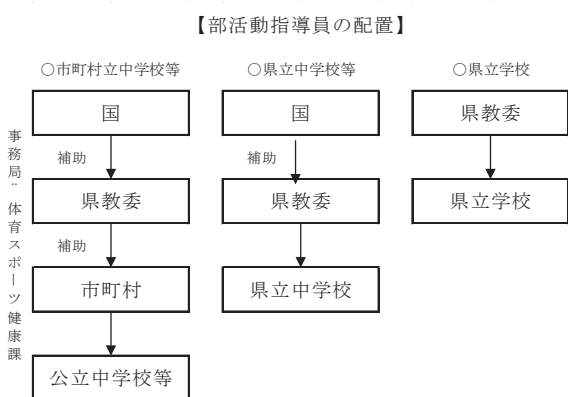 【部活動指導員の配置】
○市町村立中学校等
国
補助
県教委
補助
市町村
公立中学校等
○県立中学校等
国
補助
県教委
県立中学校
○県立学校
県教委
県立学校
事務局：体育スポーツ健康課